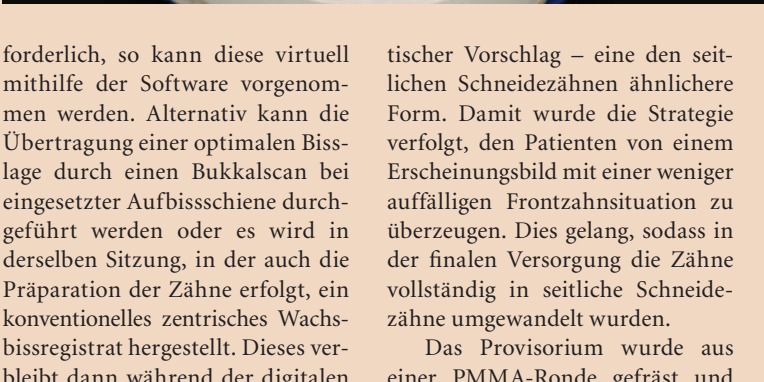 forderlich, so kann diese virtuell
mithilfe der Software vorgenom-
men werden. Alternativ kann die
Übertragung einer optimalen Biss-
lage durch einen Bukkalscan bei
eingesetzter Aufbissschiene durch-
geführt werden oder es wird in
derselben Sitzung, in der auch die
Präparation der Zähne erfolgt, ein
konventionelles zentrisches Wachs-
bissregistrat hergestellt. Dieses ver-
bleibt dann während der digitalen
tischer Vorschlag – eine den seit-
lichen Schneidezähnen ähnlichere
Form. Damit wurde die Strategie
verfolgt, den Patienten von einem
Erscheinungsbild mit einer weniger
auffälligen Frontzahnsituation zu
überzeugen. Dies gelang, sodass in
der finalen Versorgung die Zähne
vollständig in seitliche Schneide-
zähne umgewandelt wurden.
Das Provisorium wurde aus
einer PMMA-Ronde gefräst und